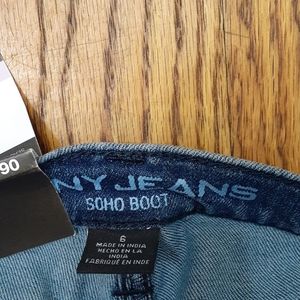 90
NY JEANS
SOHO BOOT
6
MADE IN INDIA
HECHO EN LA
INDIA
FABRIQUÉ EN INDE